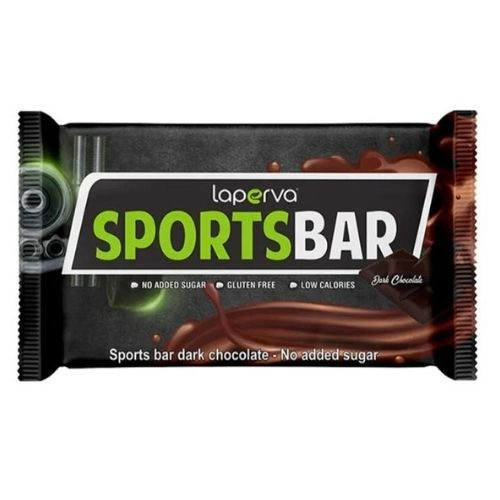 laperva
SPORTSBAR
NO ADDED SUGAR GLUTEN FREE LOW CALORIES
Dark Chocolate
Sports bar dark chocolate - No added sugar